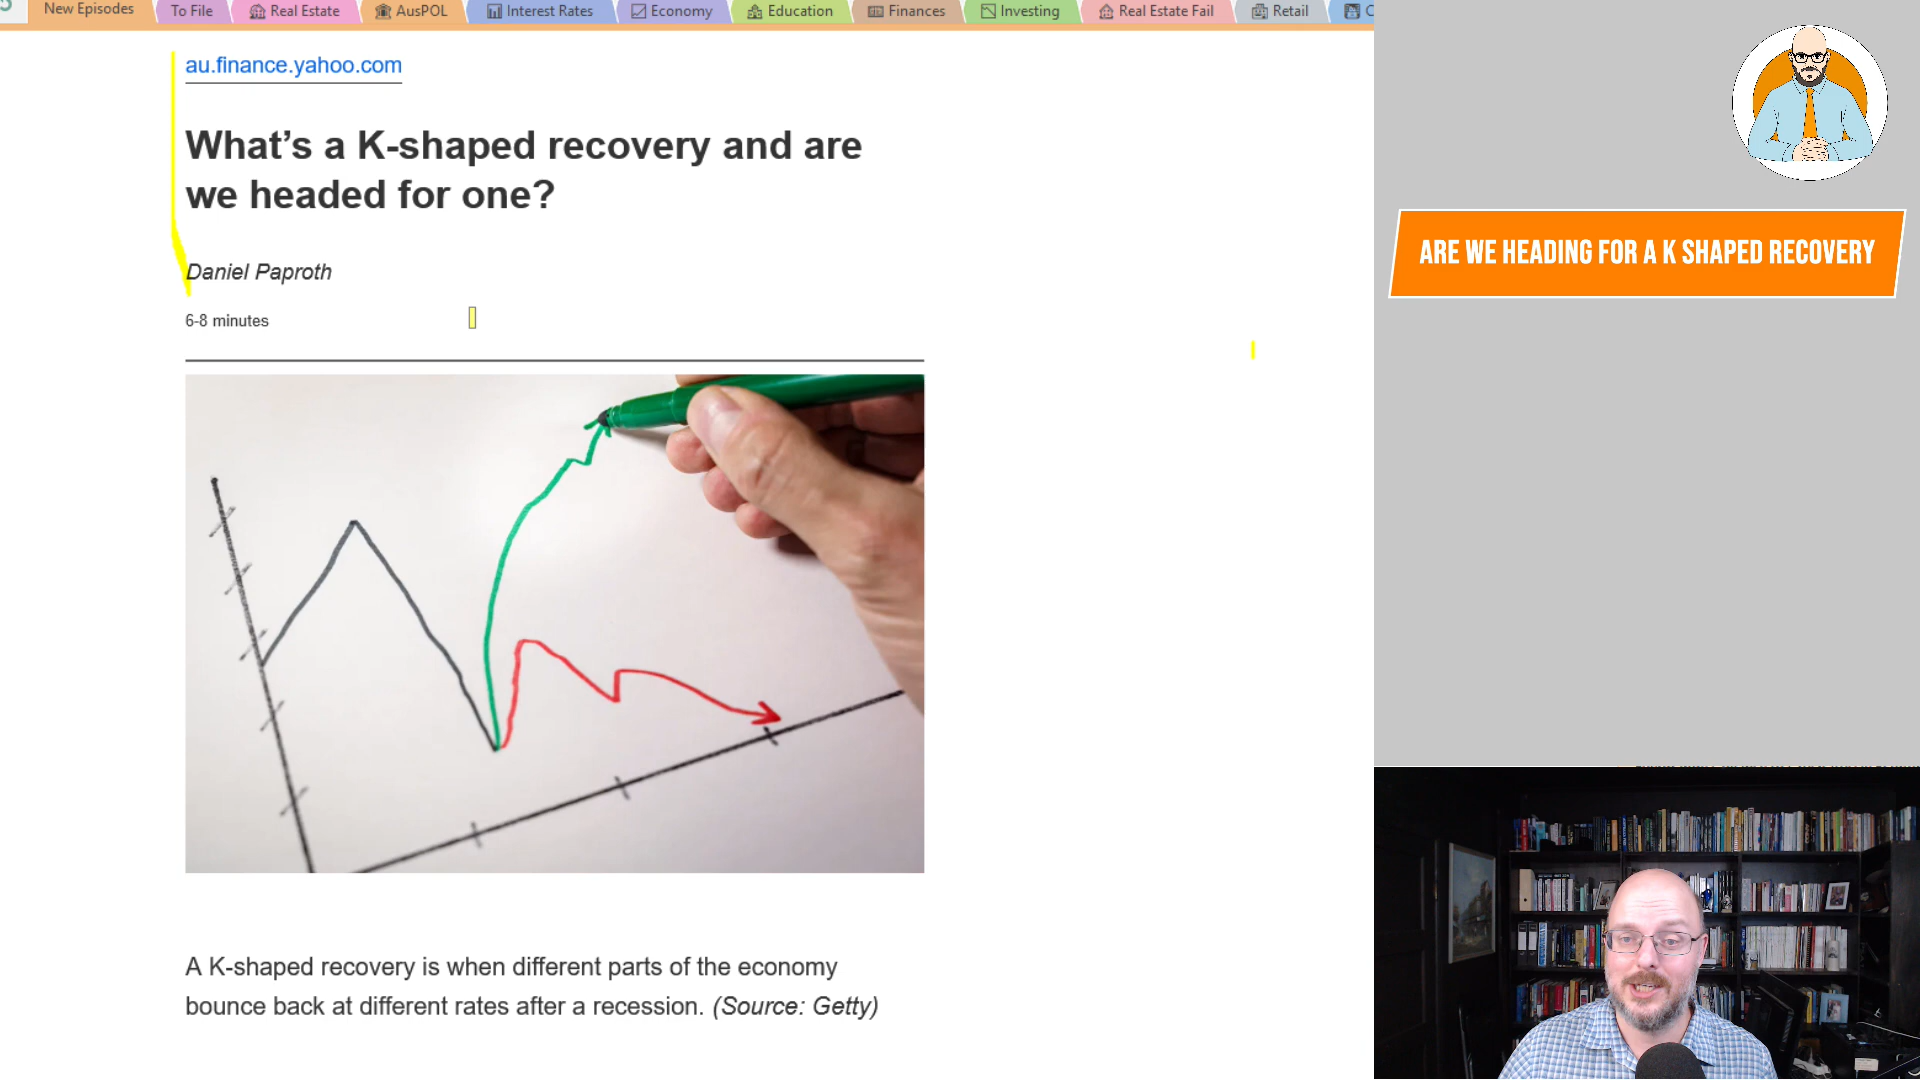 New Episodes
To File
Real Estate
AusPOL
Interest Rates
Economy
Education
Finances
Investing
Real Estate Fail
Retail
au.finance.yahoo.com
What’s a K-shaped recovery and are
we headed for one?
Daniel Paproth
6-8 minutes
A K-shaped recovery is when different parts of the economy
bounce back at different rates after a recession. (Source: Getty)
ARE WE HEADING FOR A K SHAPED RECOVERY